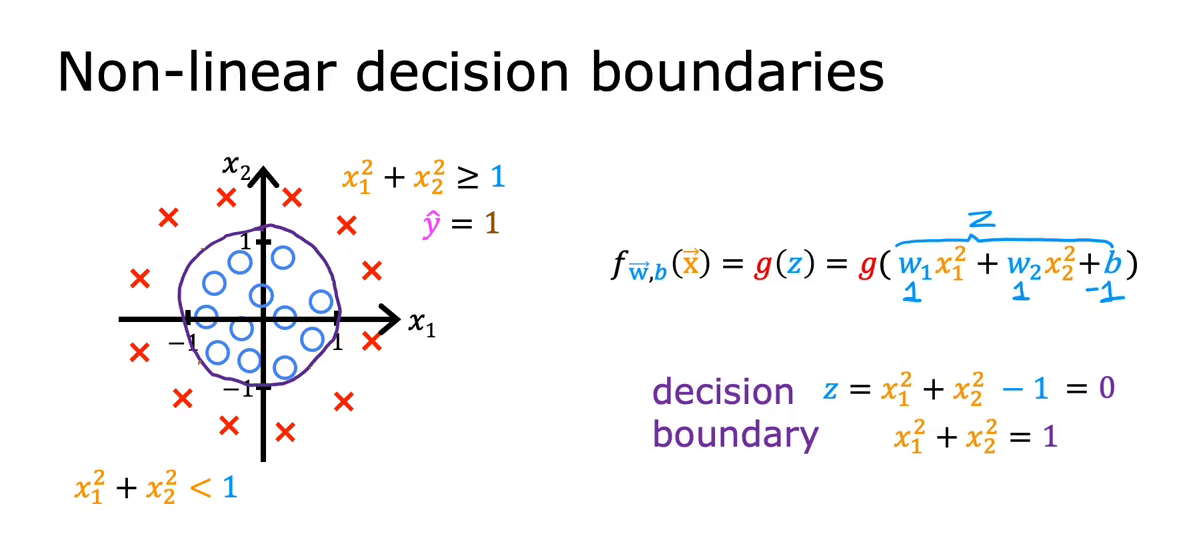 Non-linear decision boundaries
x₂
x₁² + x₂² ≥ 1
ŷ = 1
1
-1
1
x₁
-1
x₁² + x₂² < 1
z
f_w⃗,b(x⃗) = g(z) = g( w₁x₁² + w₂x₂² + b)
1 1 -1
decision boundary
z = x₁² + x₂² − 1 = 0
x₁² + x₂² = 1